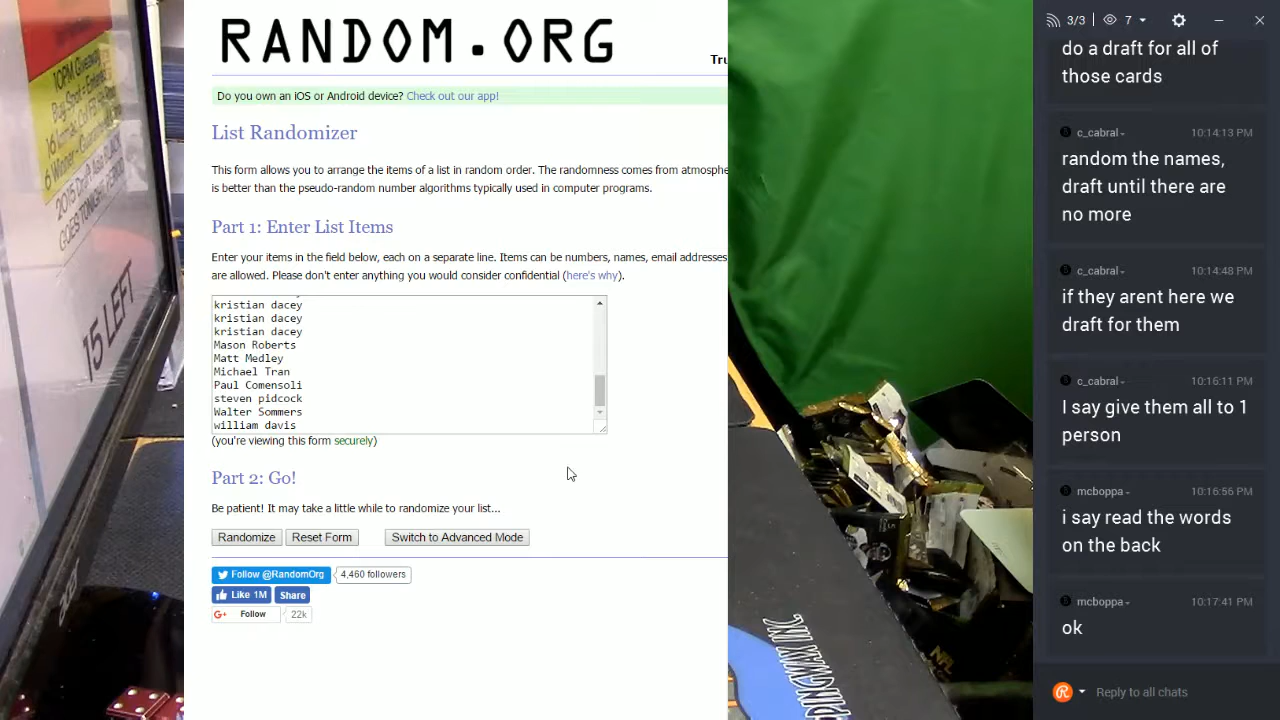 10PM Giveaway
15 LEFT
RANDOM.ORG
Tru
Do you own an iOS or Android device? Check out our app!
List Randomizer
This form allows you to arrange the items of a list in random order. The randomness comes from atmosphe
is better than the pseudo-random number algorithms typically used in computer programs.
Part 1: Enter List Items
Enter your items in the field below, each on a separate line. Items can be numbers, names, email addresses
are allowed. Please don't enter anything you would consider confidential (here's why).
kristian dacey
kristian dacey
kristian dacey
Mason Roberts
Matt Medley
Michael Tran
Paul Comensoli
steven pidcock
Walter Sommers
william davis
(you're viewing this form securely)
Part 2: Go!
Be patient! It may take a little while to randomize your list...
Randomize Reset Form Switch to Advanced Mode
Follow @RandomOrg 4,460 followers
Like 1M Share
G+ Follow 22k
acer
PINGWAX INC
NFL
3/3 7
do a draft for all of
those cards
c_cabral 10:14:13 PM
random the names,
draft until there are
no more
c_cabral 10:14:48 PM
if they arent here we
draft for them
c_cabral 10:16:11 PM
I say give them all to 1
person
mcboppa 10:16:56 PM
i say read the words
on the back
mcboppa 10:17:41 PM
ok
Reply to all chats